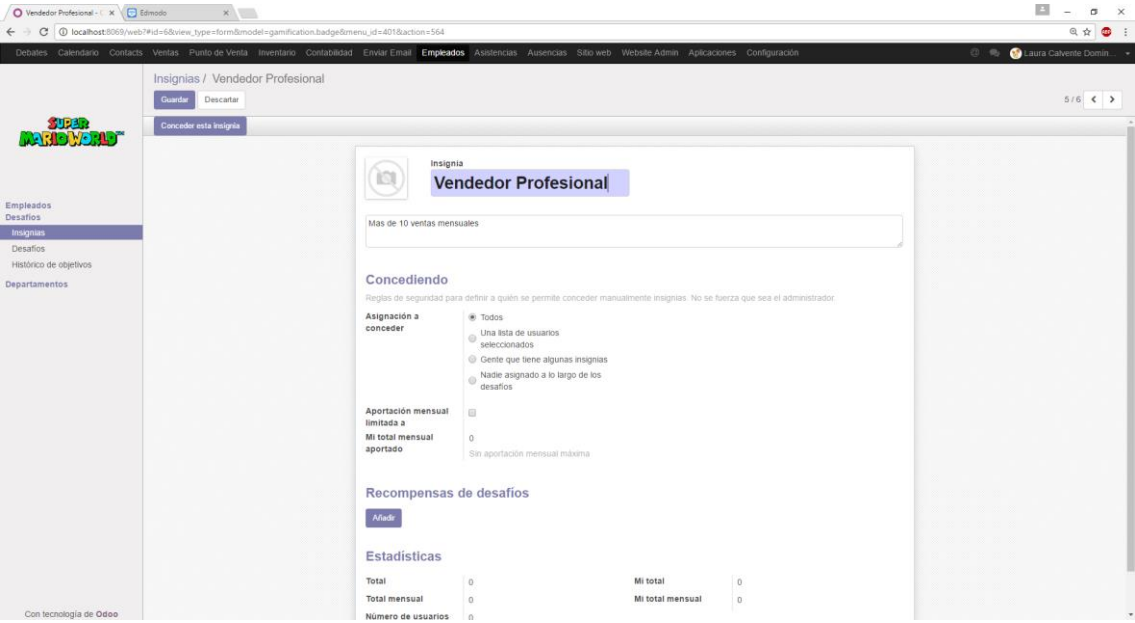 Vendedor Profesional - O
Edmodo
localhost:8069/web?#id=6&view_type=form&model=gamification.badge&menu_id=401&action=564
Debates Calendario Contacts Ventas Punto de Venta Inventario Contabilidad Enviar Email Empleados Asistencias Ausencias Sitio web Website Admin Aplicaciones Configuración
Laura Calvente Domín...
Insignias / Vendedor Profesional
Guardar Descartar
5 / 6
Conceder esta insignia
SUPER
MARIO WORLD
Empleados
Desafíos
Insignias
Desafíos
Histórico de objetivos
Departamentos
Con tecnología de Odoo
Insignia
Vendedor Profesional
Mas de 10 ventas mensuales
Concediendo
Reglas de seguridad para definir a quién se permite conceder manualmente insignias. No se fuerza que sea el administrador.
Asignación a
conceder
Todos
Una lista de usuarios
seleccionados
Gente que tiene algunas insignias
Nadie asignado a lo largo de los
desafíos
Aportación mensual
limitada a
Mi total mensual
aportado
0
Sin aportación mensual máxima
Recompensas de desafíos
Añadir
Estadísticas
Total 0 Mi total 0
Total mensual 0 Mi total mensual 0
Número de usuarios 0